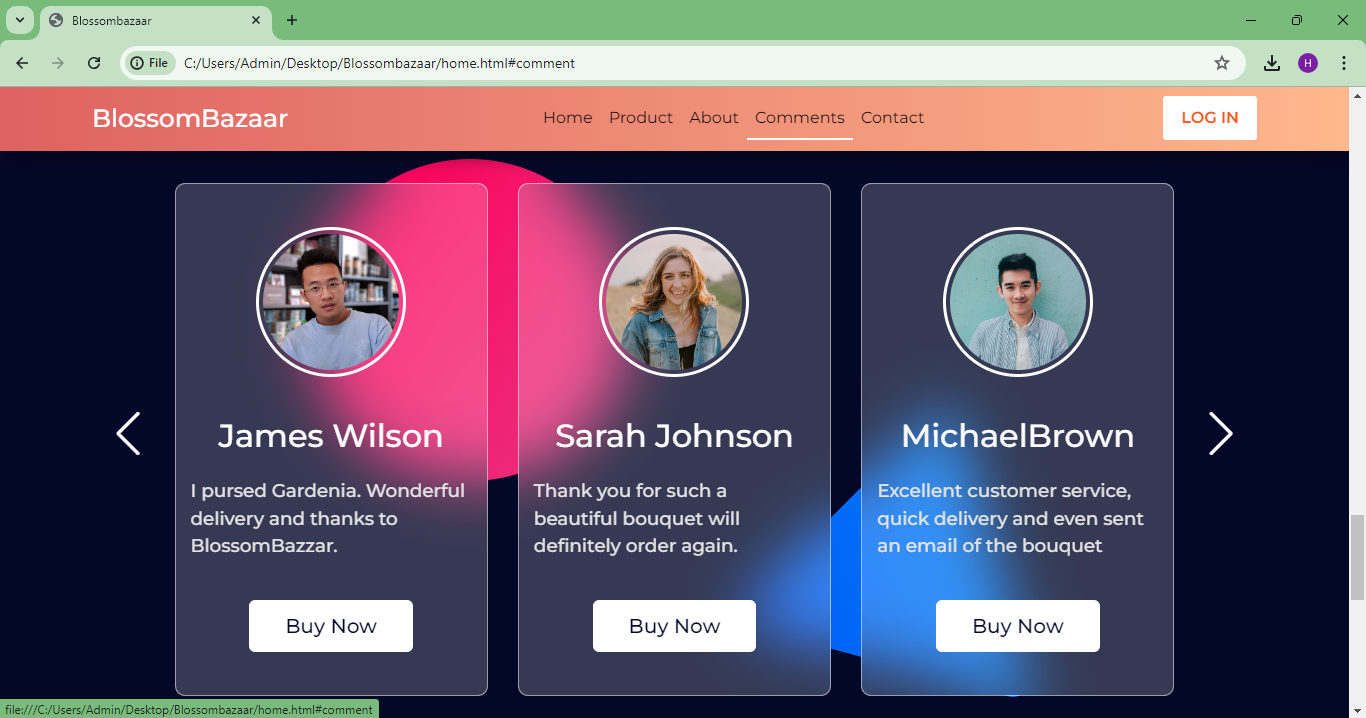 Blossombazaar
File
C:/Users/Admin/Desktop/Blossombazaar/home.html#comment
H
BlossomBazaar
Home Product About Comments Contact
LOG IN
James Wilson
I pursed Gardenia. Wonderful
delivery and thanks to
BlossomBazzar.
Buy Now
Sarah Johnson
Thank you for such a
beautiful bouquet will
definitely order again.
Buy Now
MichaelBrown
Excellent customer service,
quick delivery and even sent
an email of the bouquet
Buy Now
file:///C:/Users/Admin/Desktop/Blossombazaar/home.html#comment